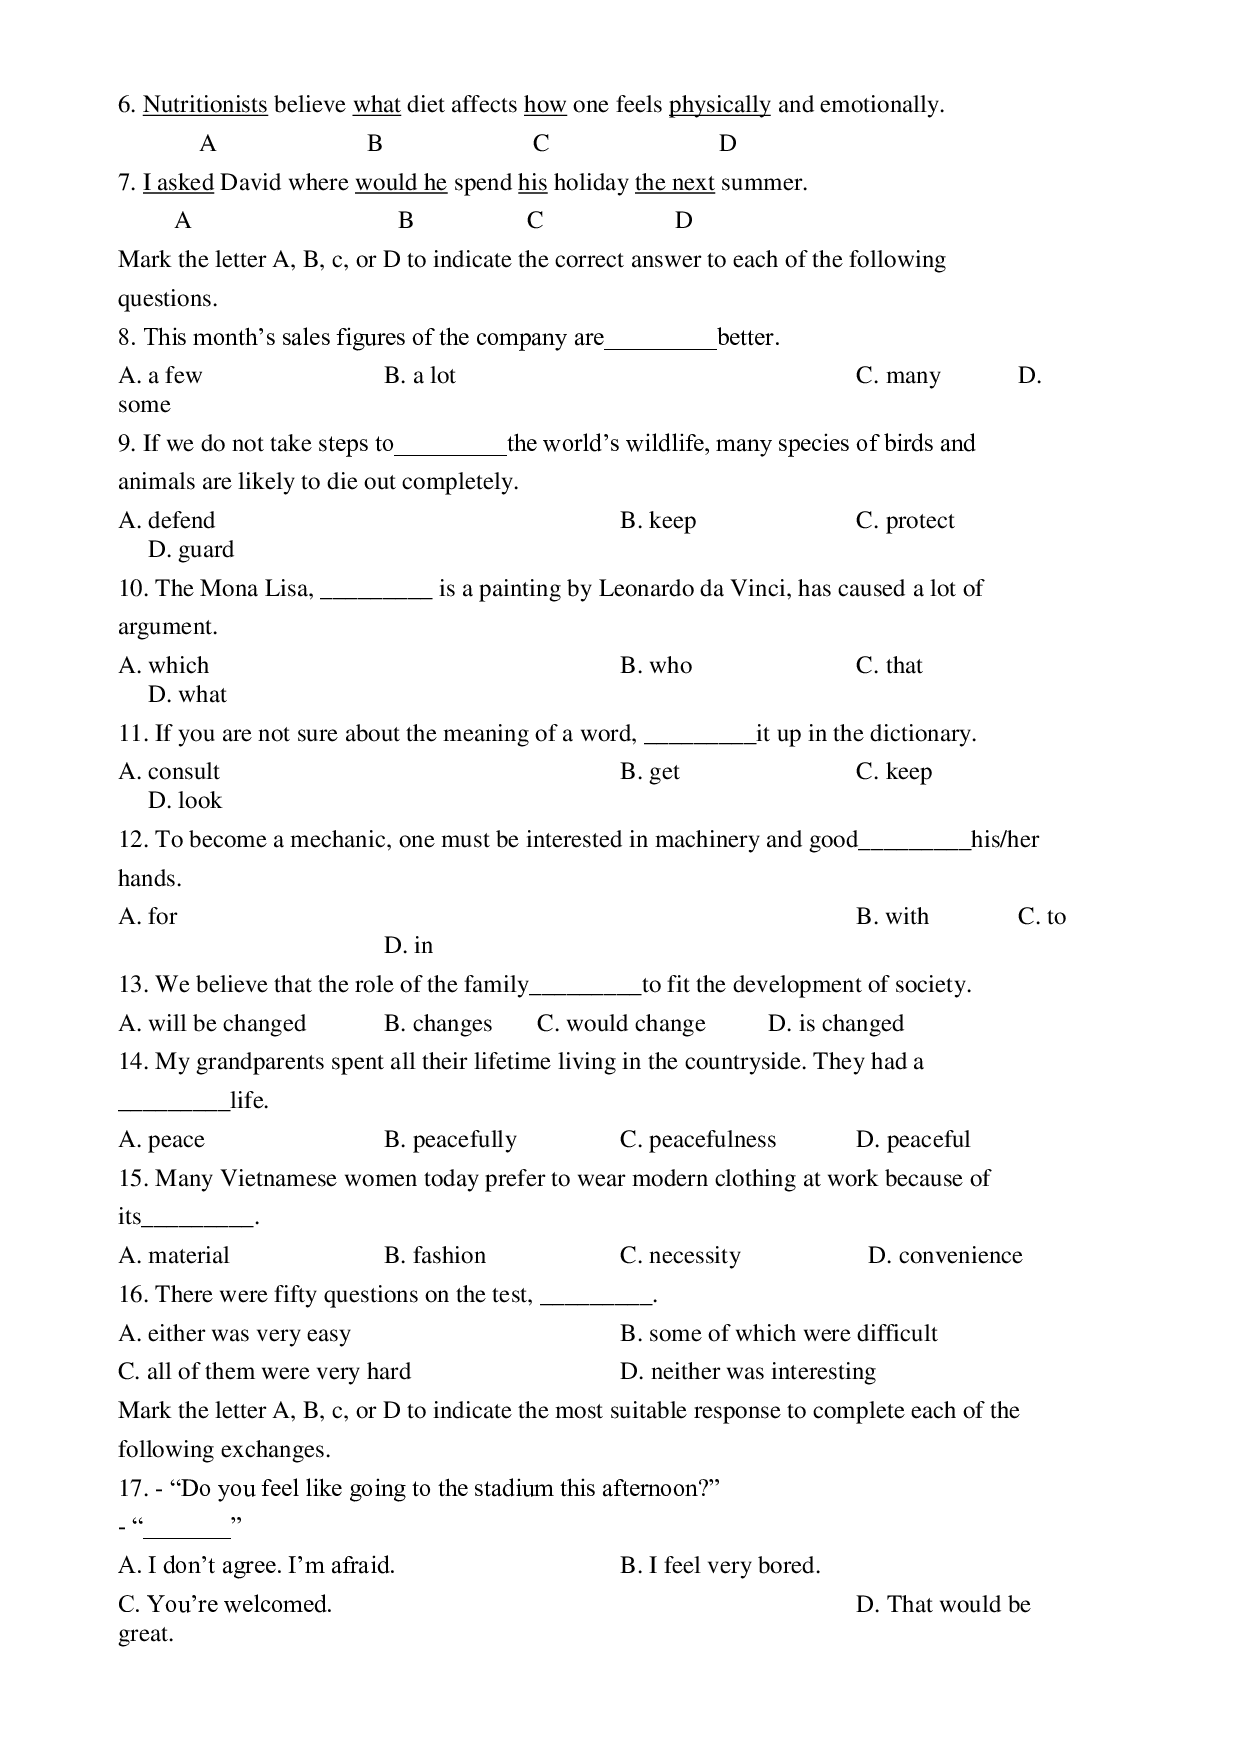 6. Nutritionists believe what diet affects how one feels physically and emotionally.
A B C D
7. I asked David where would he spend his holiday the next summer.
A B C D
Mark the letter A, B, c, or D to indicate the correct answer to each of the following
questions.
8. This month’s sales figures of the company are_________better.
A. a few B. a lot C. many D.
some
9. If we do not take steps to_________the world’s wildlife, many species of birds and
animals are likely to die out completely.
A. defend B. keep C. protect
D. guard
10. The Mona Lisa, _________ is a painting by Leonardo da Vinci, has caused a lot of
argument.
A. which B. who C. that
D. what
11. If you are not sure about the meaning of a word, _________it up in the dictionary.
A. consult B. get C. keep
D. look
12. To become a mechanic, one must be interested in machinery and good_________his/her
hands.
A. for B. with C. to
D. in
13. We believe that the role of the family_________to fit the development of society.
A. will be changed B. changes C. would change D. is changed
14. My grandparents spent all their lifetime living in the countryside. They had a
_________life.
A. peace B. peacefully C. peacefulness D. peaceful
15. Many Vietnamese women today prefer to wear modern clothing at work because of
its_________.
A. material B. fashion C. necessity D. convenience
16. There were fifty questions on the test, _________.
A. either was very easy B. some of which were difficult
C. all of them were very hard D. neither was interesting
Mark the letter A, B, c, or D to indicate the most suitable response to complete each of the
following exchanges.
17. - “Do you feel like going to the stadium this afternoon?”
- “_______”
A. I don’t agree. I’m afraid. B. I feel very bored.
C. You’re welcomed. D. That would be
great.